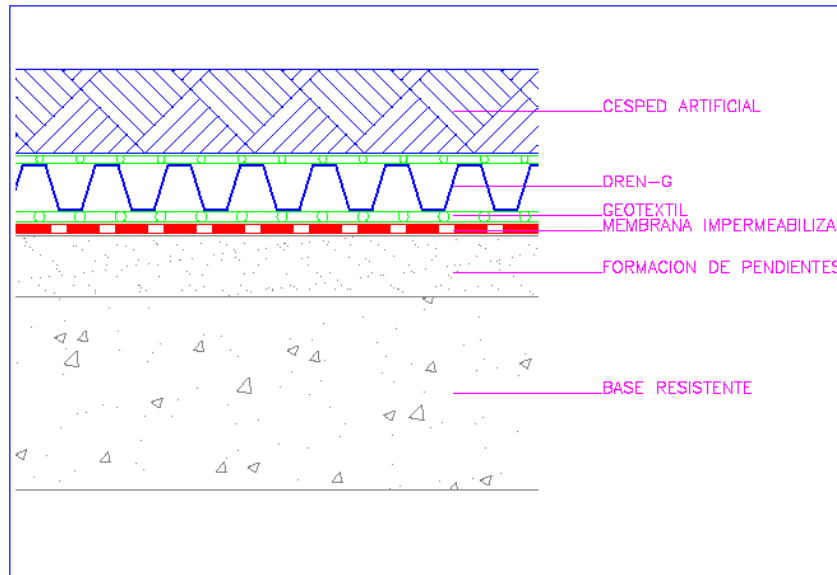 CESPED ARTIFICIAL
DREN-G
GEOTEXTIL
MEMBRANA IMPERMEABILIZA
FORMACION DE PENDIENTES
BASE RESISTENTE